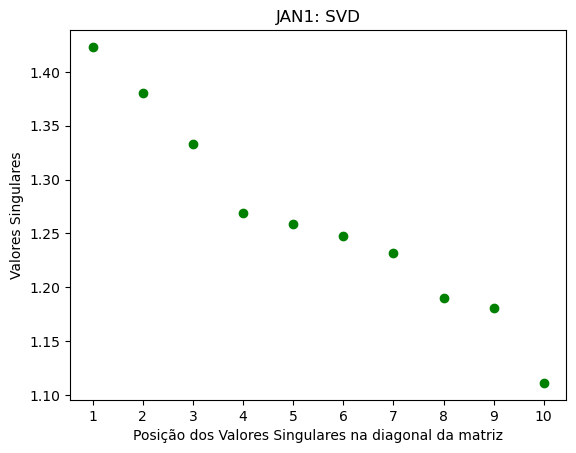 JAN1: SVD
Valores Singulares
1.40
1.35
1.30
1.25
1.20
1.15
1.10
1 2 3 4 5 6 7 8 9 10
Posição dos Valores Singulares na diagonal da matriz